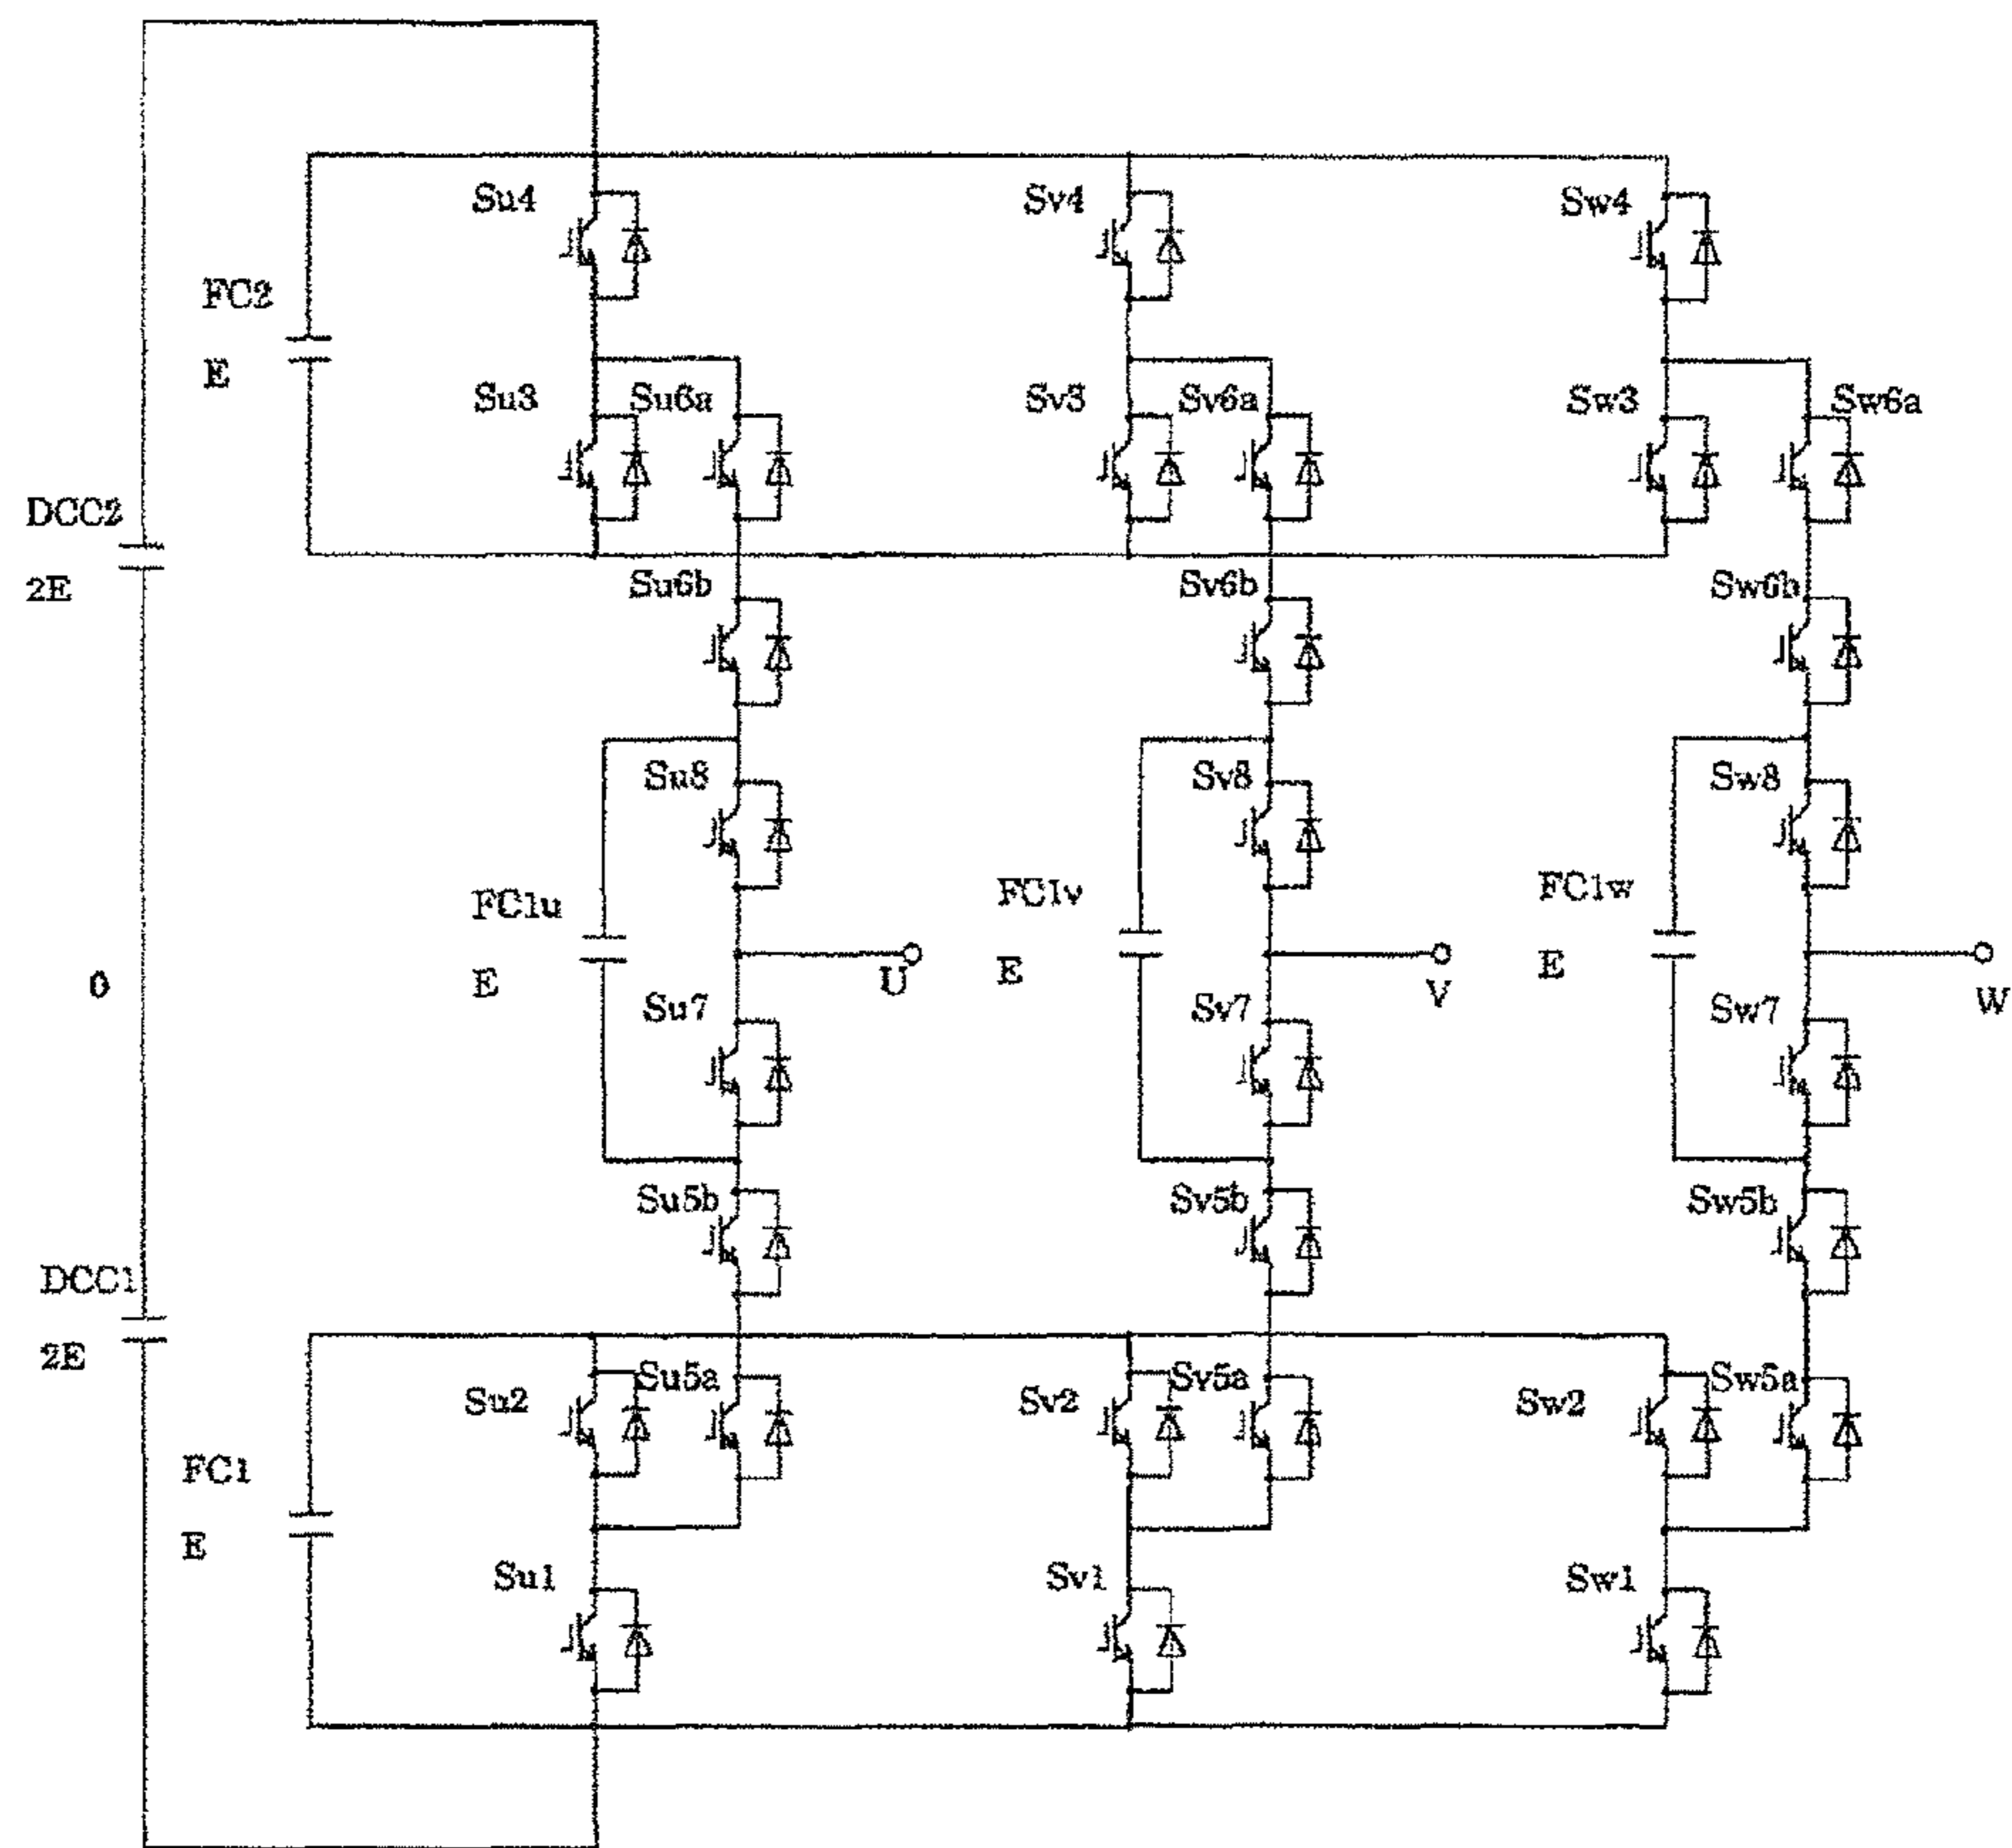 Su4 Sv4 Sw4
FC2
E
Su3 Su6a Sv3 Sv6a Sw3 Sw6a
DCC2
2E
Su6b Sv6b Sw6b
Su8 Sv8 Sw8
FC1u FC1v FC1w
E E E
0
U V W
Su7 Sv7 Sw7
Su5b Sv5b Sw5b
DCC1
2E
Su2 Su5a Sv2 Sv5a Sw2 Sw5a
FC1
E
Su1 Sv1 Sw1